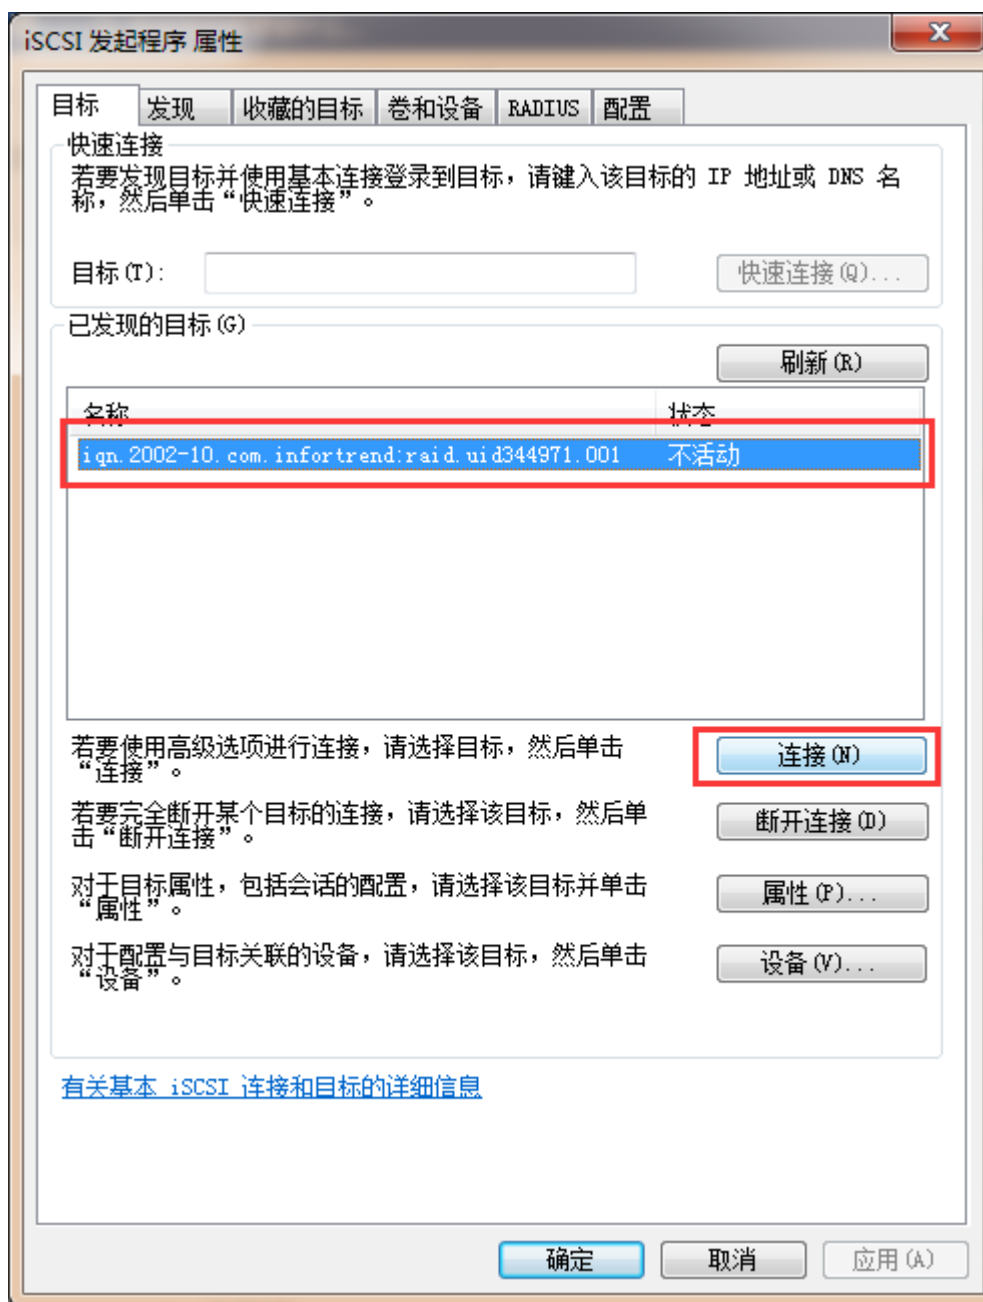 iSCSI 发起程序 属性
目标 发现 收藏的目标 卷和设备 RADIUS 配置
快速连接
若要发现目标并使用基本连接登录到目标，请键入该目标的 IP 地址或 DNS 名
称，然后单击“快速连接”。
目标(T): 快速连接(Q)...
已发现的目标(G)
刷新(R)
名称 状态
iqn.2002-10.com.infortrend:raid.uid344971.001 不活动
若要使用高级选项进行连接，请选择目标，然后单击
“连接”。
连接(N)
若要完全断开某个目标的连接，请选择该目标，然后单
击“断开连接”。
断开连接(D)
对于目标属性，包括会话的配置，请选择该目标并单击
“属性”。
属性(P)...
对于配置与目标关联的设备，请选择该目标，然后单击
“设备”。
设备(V)...
有关基本 iSCSI 连接和目标的详细信息
确定 取消 应用(A)